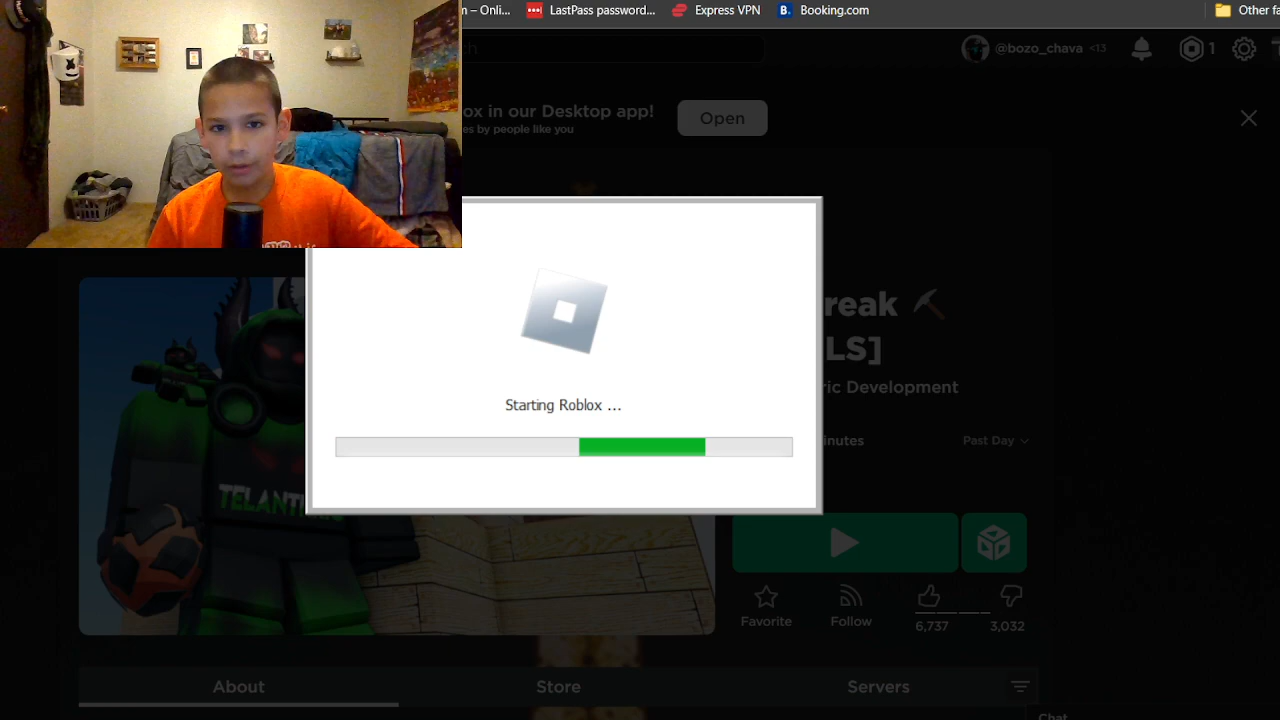 – Onli...
LastPass password...
Express VPN
B.
Booking.com
Other fa
@bozo_chava <13
1
ox in our Desktop app!
es by people like you
Open
reak
LS]
ric Development
inutes
Past Day
Starting Roblox ...
Favorite
Follow
6,737
3,032
About
Store
Servers
Chat